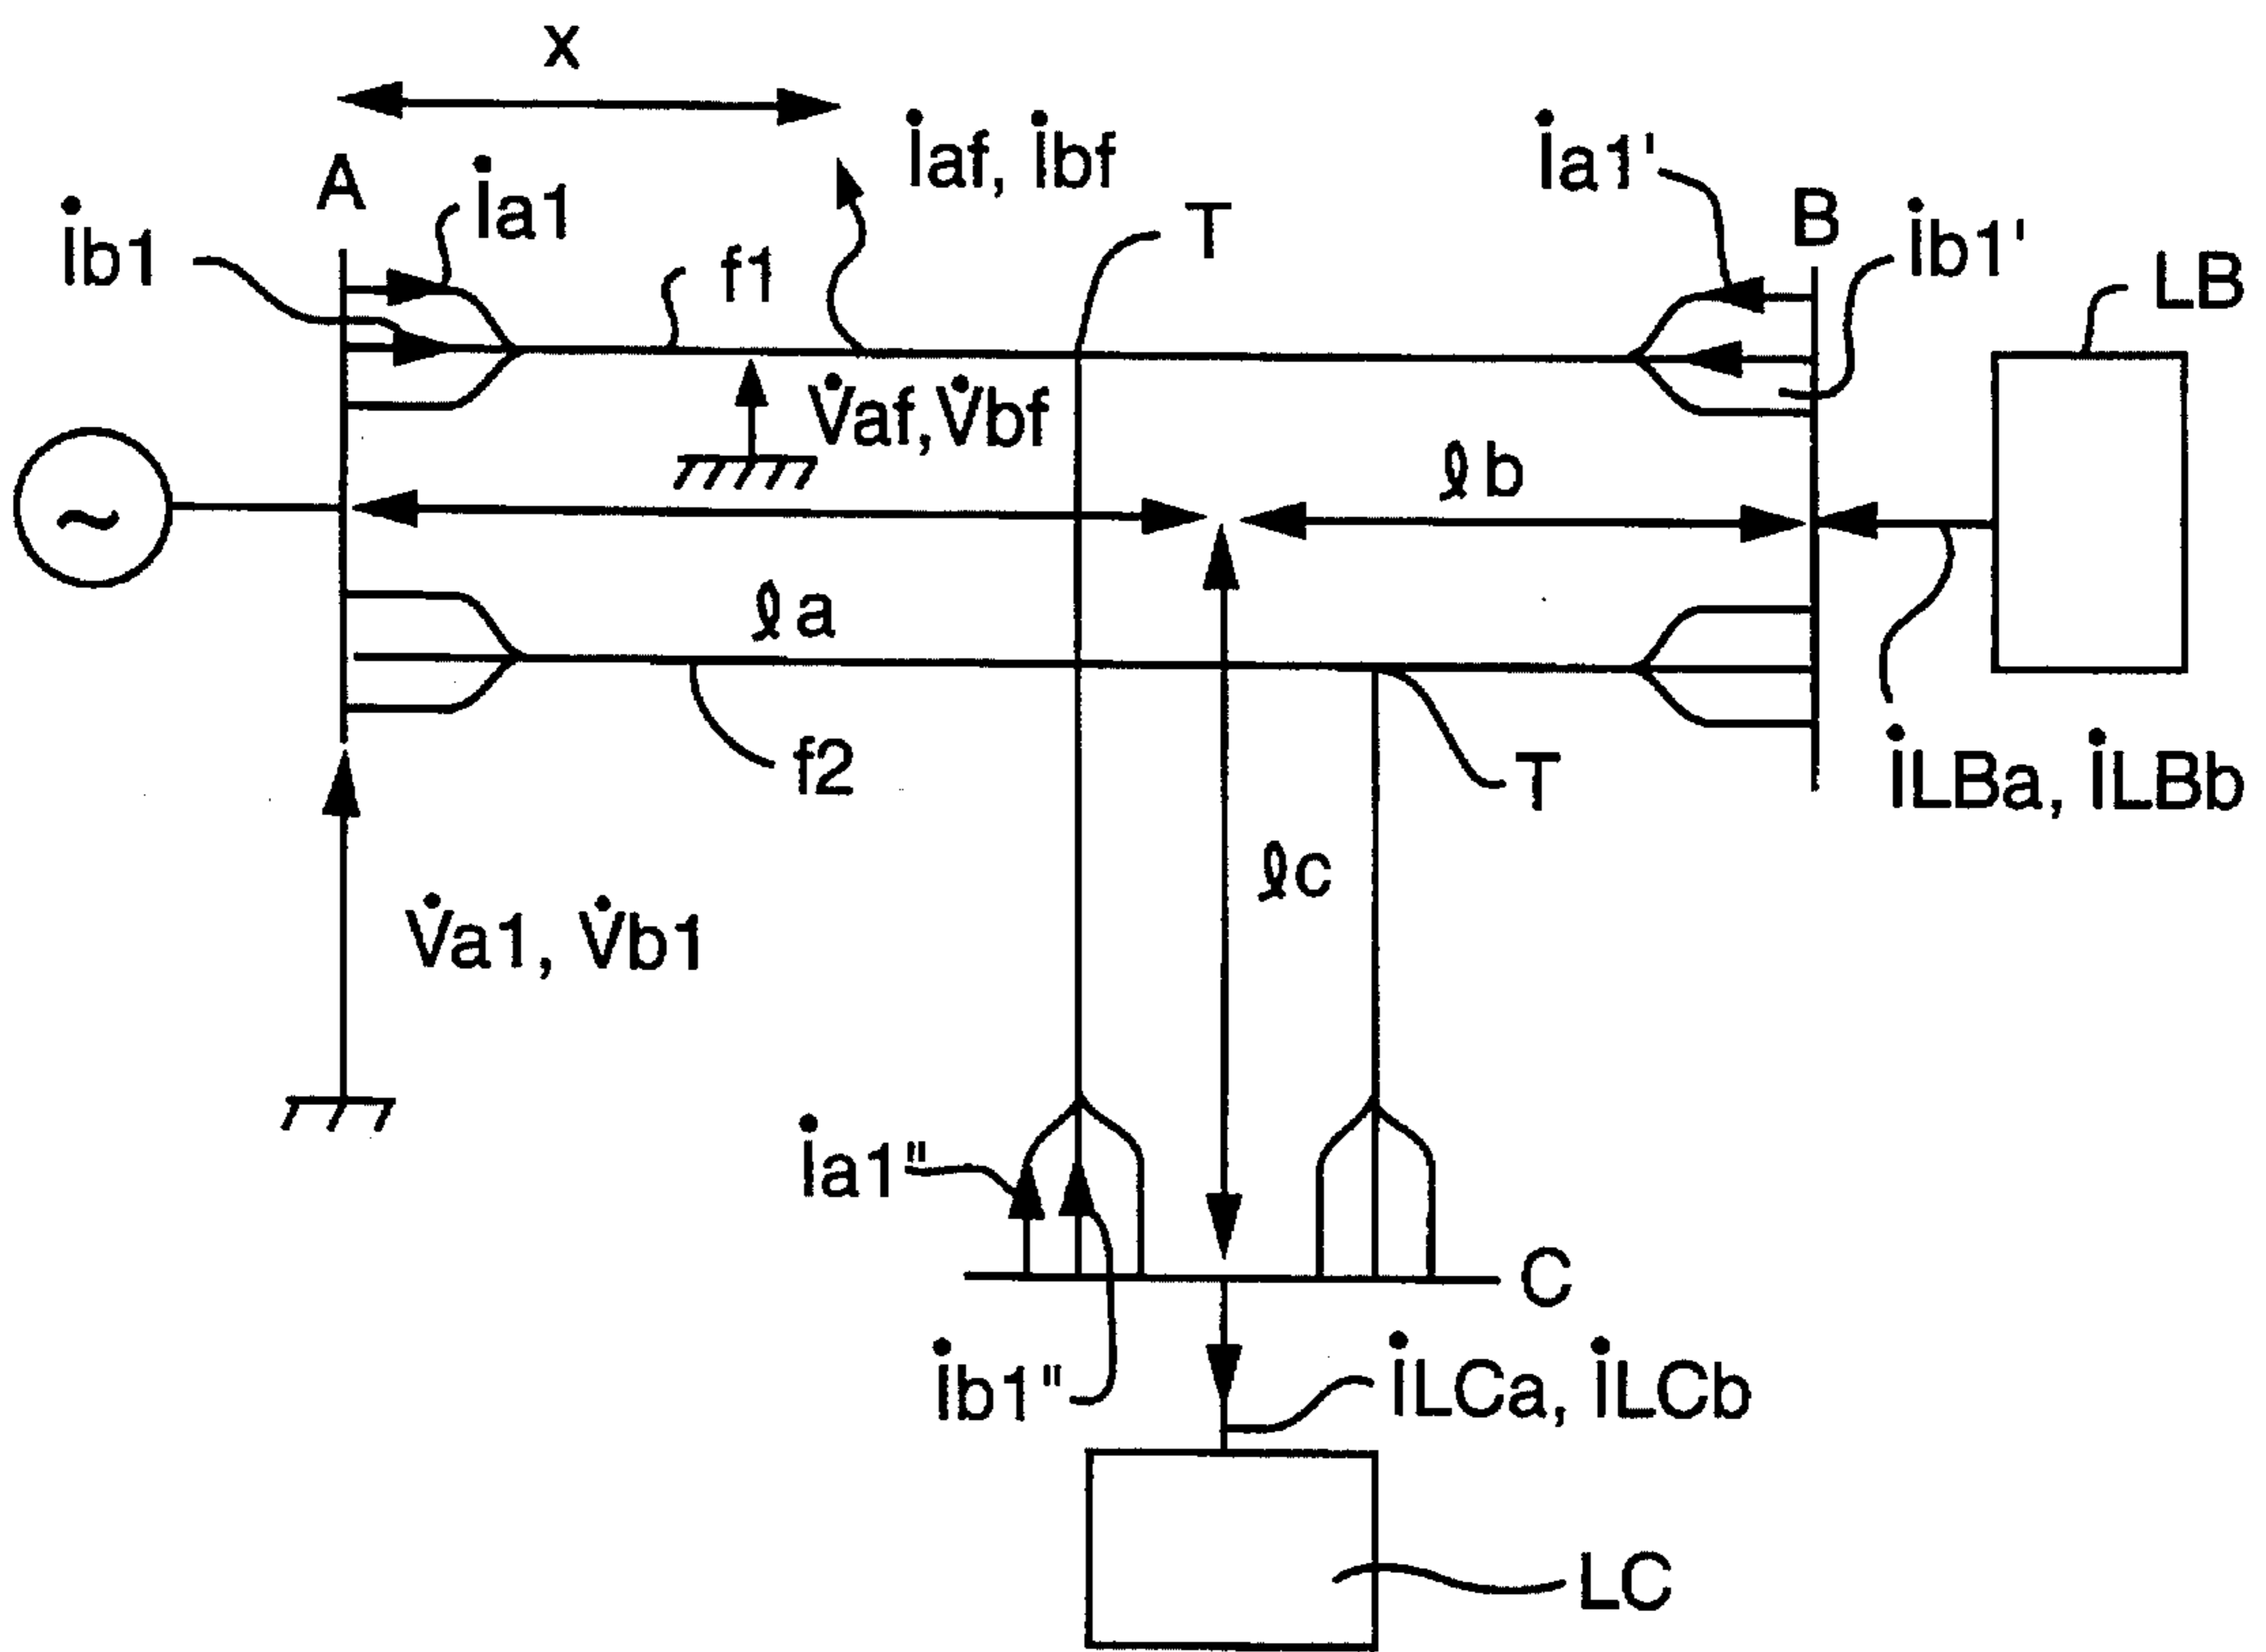 x
A
İa1
İb1
f1
İaf, İbf
T
İa1'
B
İb1'
LB
V̇af, V̇bf
~
ℓb
ℓa
f2
T
İLBa, İLBb
ℓc
V̇a1, V̇b1
İa1"
C
İb1"
İLCa, İLCb
LC